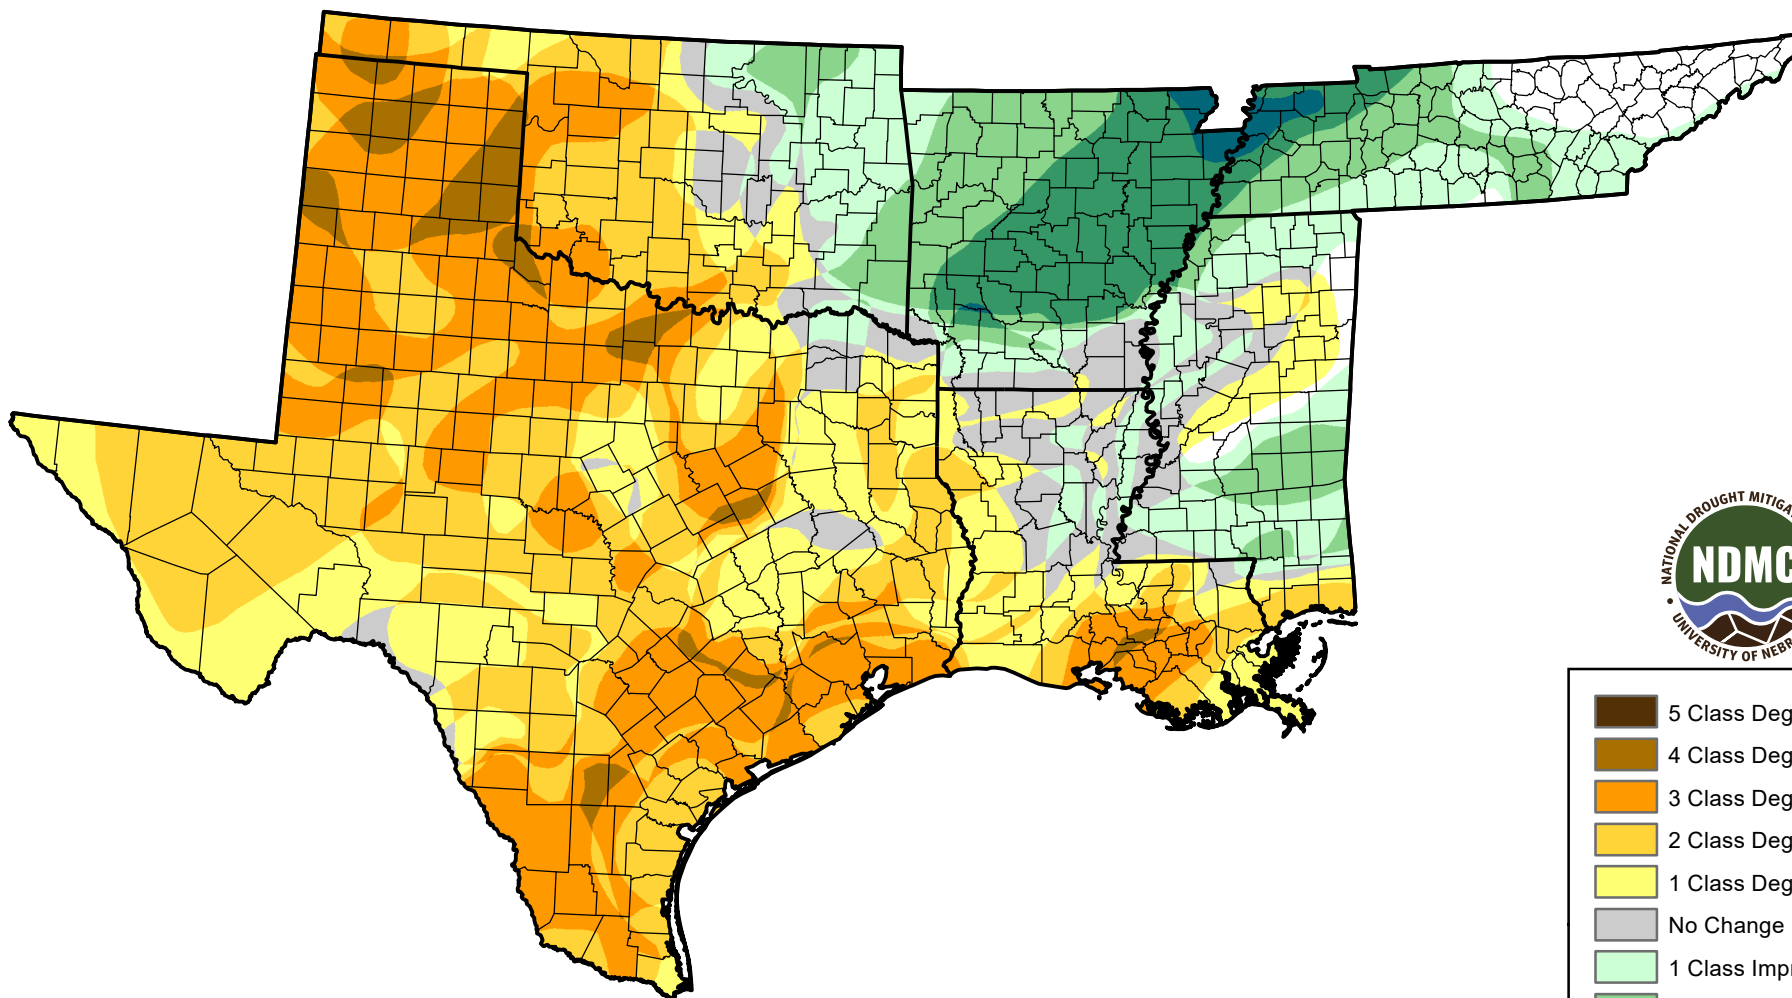 NATIONAL DROUGHT MITIGA
NDMC
UNIVERSITY OF NEBR
5 Class Deg
4 Class Deg
3 Class Deg
2 Class Deg
1 Class Deg
No Change
1 Class Impr